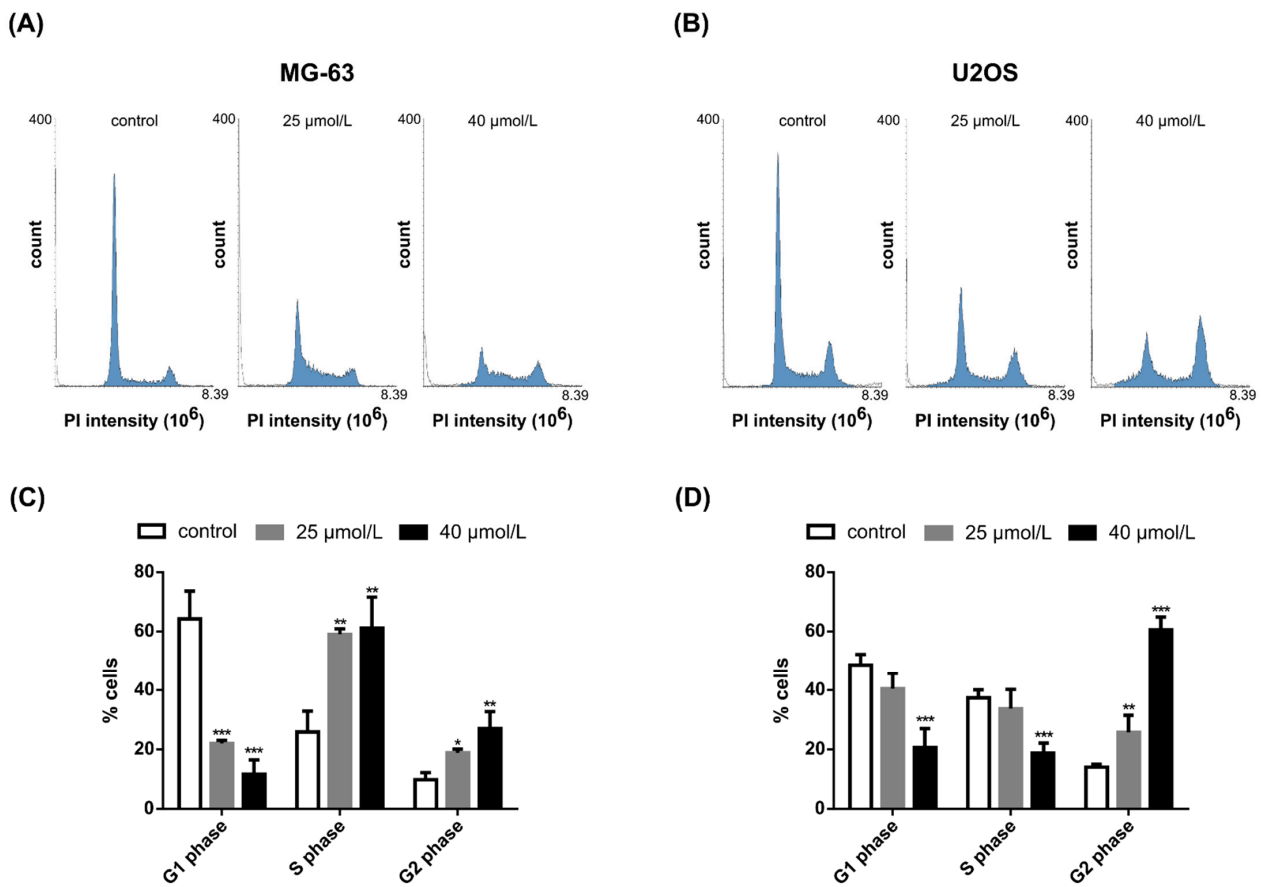 (A)
(B)
MG-63
U2OS
400 control 400 25 µmol/L 400 40 µmol/L
400 control 400 25 µmol/L 400 40 µmol/L
count count count
count count count
8.39 8.39 8.39
8.39 8.39 8.39
PI intensity (10⁶) PI intensity (10⁶) PI intensity (10⁶)
PI intensity (10⁶) PI intensity (10⁶) PI intensity (10⁶)
(C)
control 25 µmol/L 40 µmol/L
% cells
80
60
40
20
0
*** ***
** **
* **
G1 phase
S phase
G2 phase
(D)
control 25 µmol/L 40 µmol/L
% cells
80
60
40
20
0
***
***
** ***
G1 phase
S phase
G2 phase